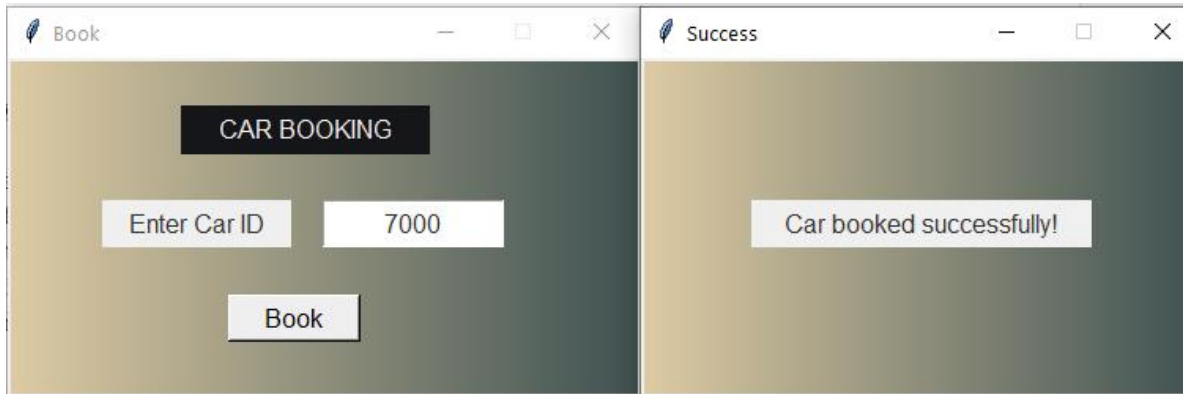 Book
CAR BOOKING
Enter Car ID
7000
Book
Success
Car booked successfully!